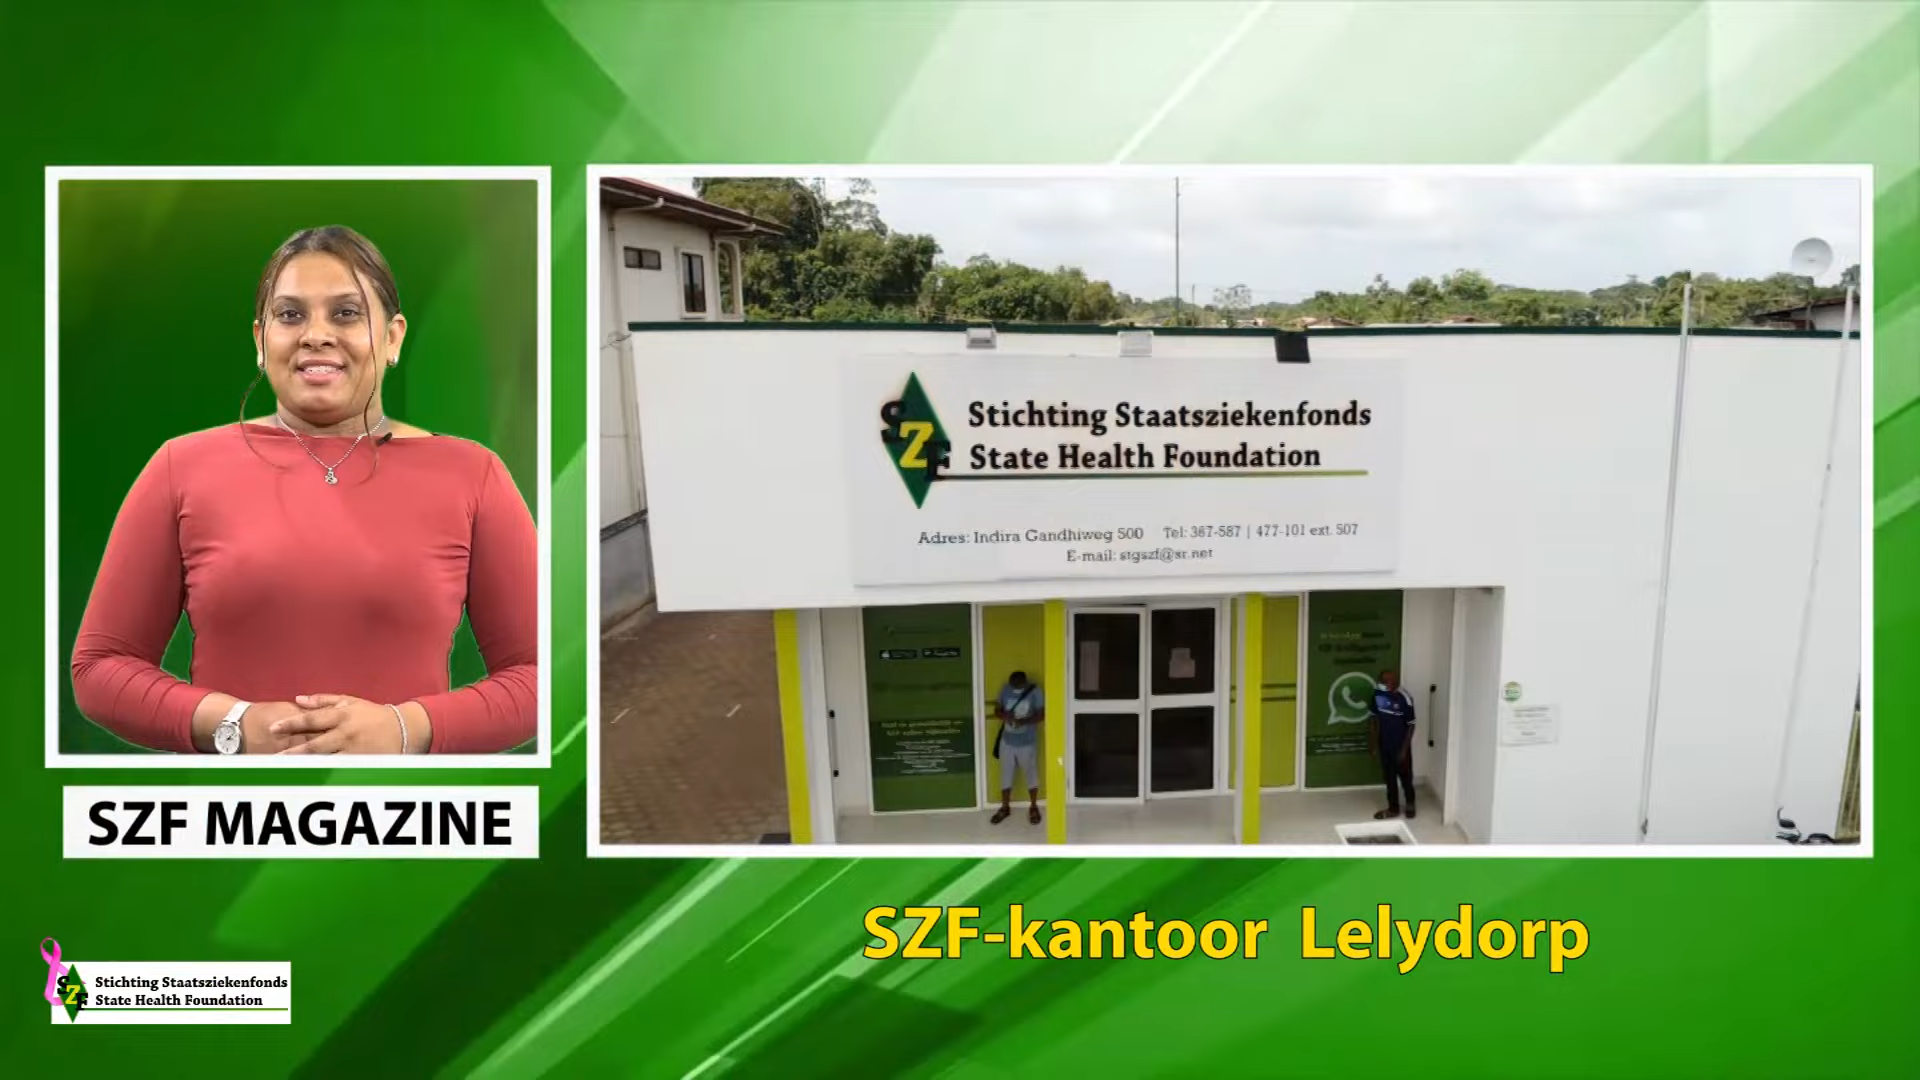 SZF
Stichting Staatsziekenfonds
State Health Foundation
Adres: Indira Gandhiweg 500 Tel: 367-587 | 477-101 ext. 507
E-mail: stgszf@sr.net
SZF MAGAZINE
SZF-kantoor Lelydorp
SZF
Stichting Staatsziekenfonds
State Health Foundation